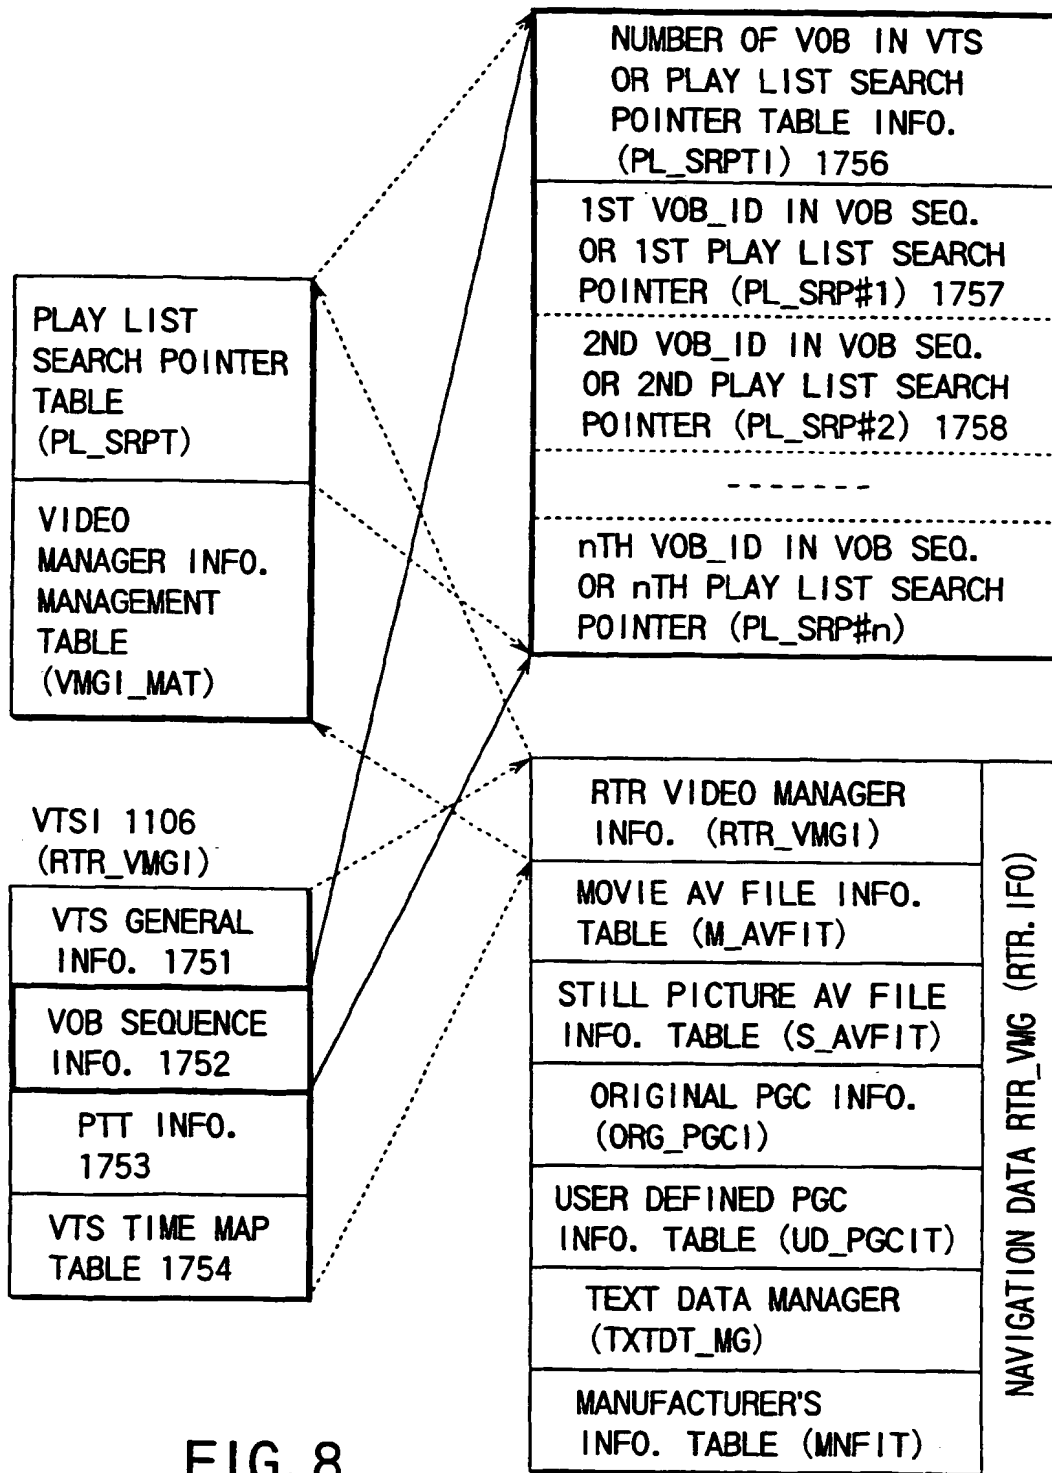 NUMBER OF VOB IN VTS
OR PLAY LIST SEARCH
POINTER TABLE INFO.
(PL_SRPTI) 1756
1ST VOB_ID IN VOB SEQ.
OR 1ST PLAY LIST SEARCH
POINTER (PL_SRP#1) 1757
2ND VOB_ID IN VOB SEQ.
OR 2ND PLAY LIST SEARCH
POINTER (PL_SRP#2) 1758
-------
nTH VOB_ID IN VOB SEQ.
OR nTH PLAY LIST SEARCH
POINTER (PL_SRP#n)
PLAY LIST
SEARCH POINTER
TABLE
(PL_SRPT)
VIDEO
MANAGER INFO.
MANAGEMENT
TABLE
(VMGI_MAT)
VTSI 1106
(RTR_VMGI)
VTS GENERAL
INFO. 1751
VOB SEQUENCE
INFO. 1752
PTT INFO.
1753
VTS TIME MAP
TABLE 1754
RTR VIDEO MANAGER
INFO. (RTR_VMGI)
MOVIE AV FILE INFO.
TABLE (M_AVFIT)
STILL PICTURE AV FILE
INFO. TABLE (S_AVFIT)
ORIGINAL PGC INFO.
(ORG_PGCI)
USER DEFINED PGC
INFO. TABLE (UD_PGCIT)
TEXT DATA MANAGER
(TXTDT_MG)
MANUFACTURER'S
INFO. TABLE (MNFIT)
NAVIGATION DATA RTR_VMG (RTR.IFO)
FIG. 8